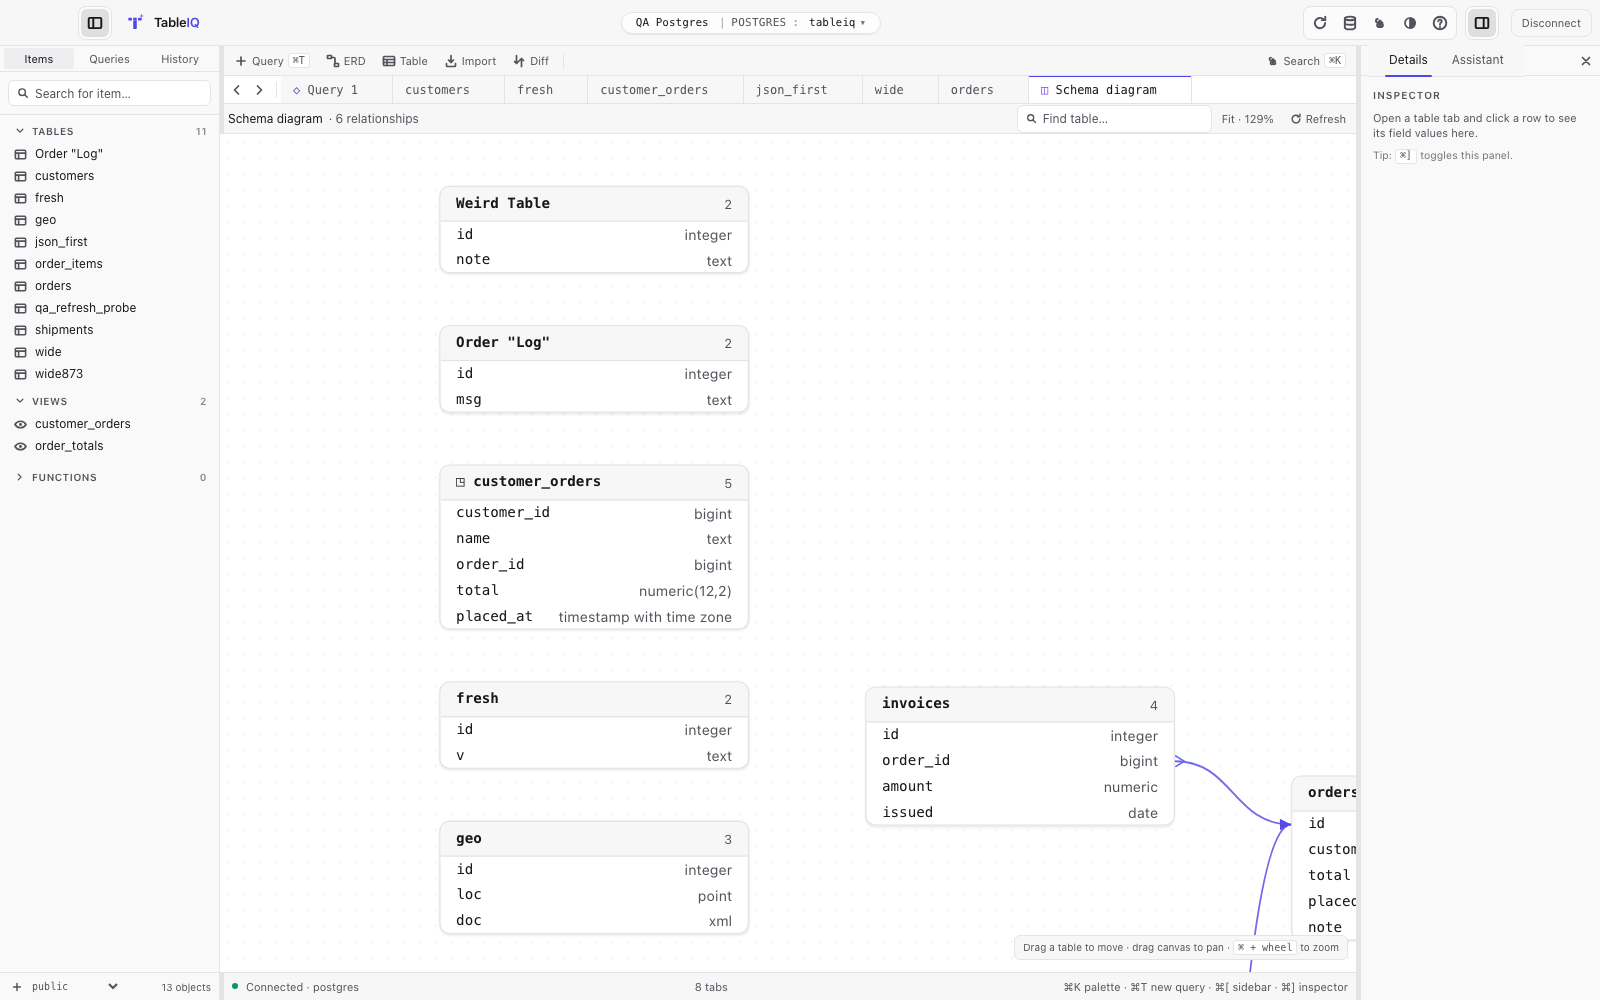 TableIQ
QA Postgres | POSTGRES : tableiq ▾
Disconnect
Items Queries History
Search for item...
TABLES 11
Order "Log"
customers
fresh
geo
json_first
order_items
orders
qa_refresh_probe
shipments
wide
wide873
VIEWS 2
customer_orders
order_totals
FUNCTIONS 0
+ public
13 objects
+ Query ⌘T ERD Table Import Diff
Search ⌘K
Query 1 customers fresh customer_orders json_first wide orders Schema diagram
Schema diagram · 6 relationships
Find table...
Fit · 129%
Refresh
Weird Table 2
id integer
note text
Order "Log" 2
id integer
msg text
customer_orders 5
customer_id bigint
name text
order_id bigint
total numeric(12,2)
placed_at timestamp with time zone
fresh 2
id integer
v text
geo 3
id integer
loc point
doc xml
invoices 4
id integer
order_id bigint
amount numeric
issued date
orders
id
custom
total
placed
note
Drag a table to move · drag canvas to pan · ⌘ + wheel to zoom
Details Assistant
INSPECTOR
Open a table tab and click a row to see
its field values here.
Tip: ⌘] toggles this panel.
Connected · postgres
8 tabs
⌘K palette · ⌘T new query · ⌘[ sidebar · ⌘] inspector